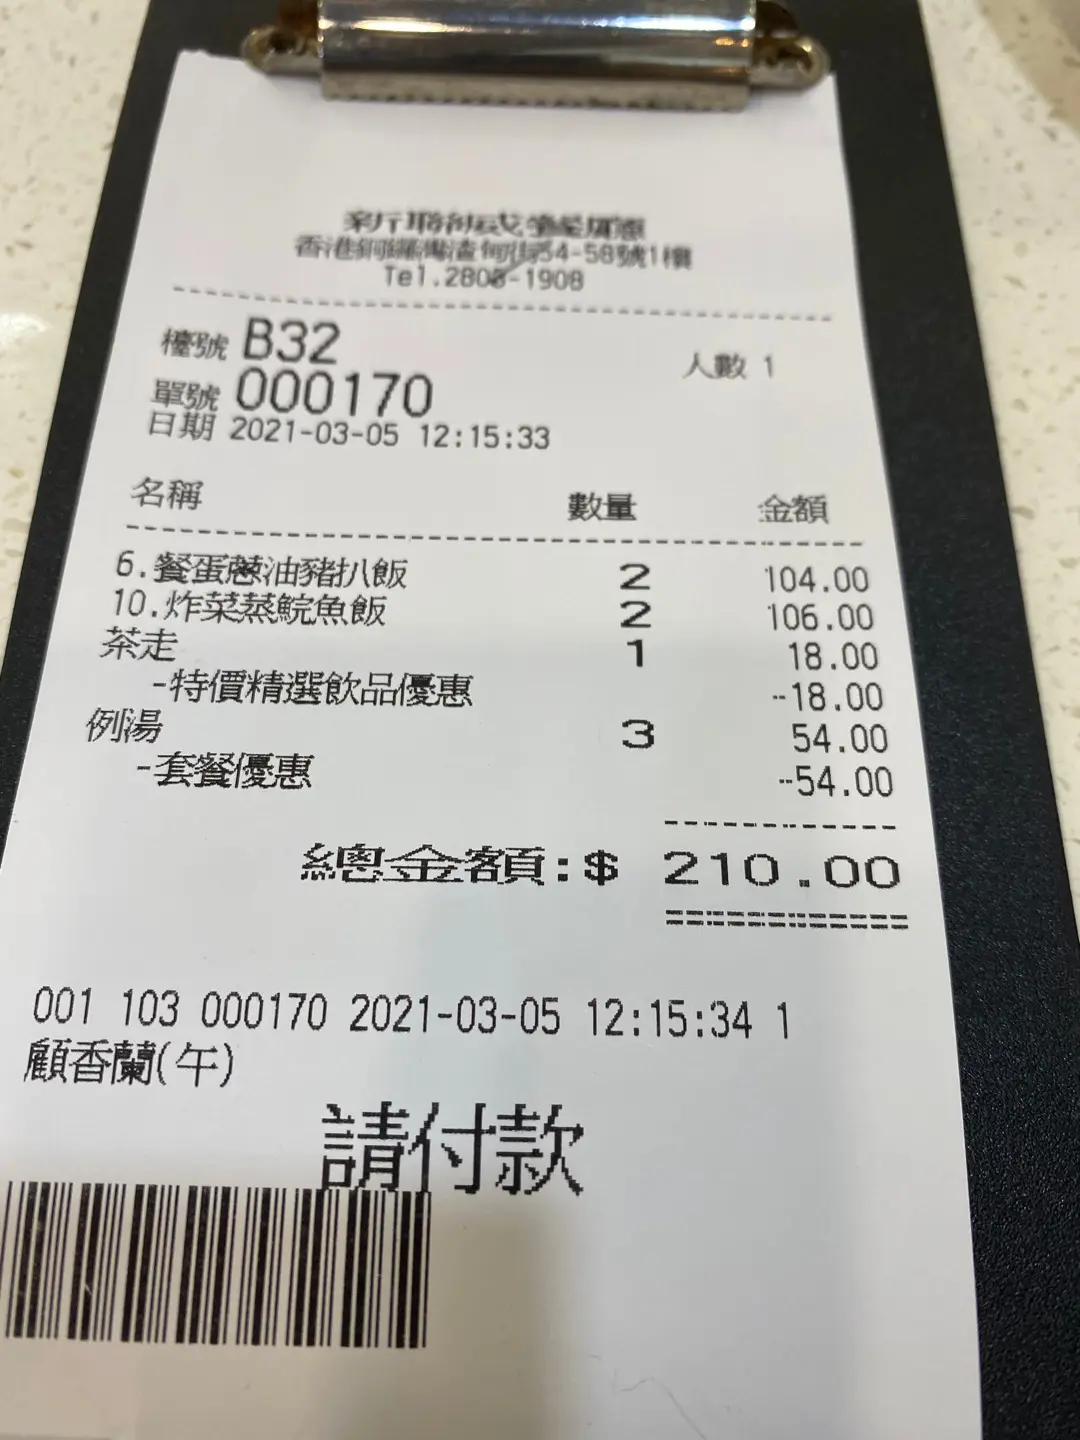 香港銅鑼灣渣甸街54-58號1樓
Tel.2808-1908
檯號 B32 人數 1
單號 000170
日期 2021-03-05 12:15:33
名稱 數量 金額
6.餐蛋蔥油豬扒飯 2 104.00
10.炸菜蒸鯇魚飯 2 106.00
茶走 1 18.00
-特價精選飲品優惠 -18.00
例湯 3 54.00
-套餐優惠 -54.00
總金額:$ 210.00
001 103 000170 2021-03-05 12:15:34 1
顧香蘭(午)
請付款